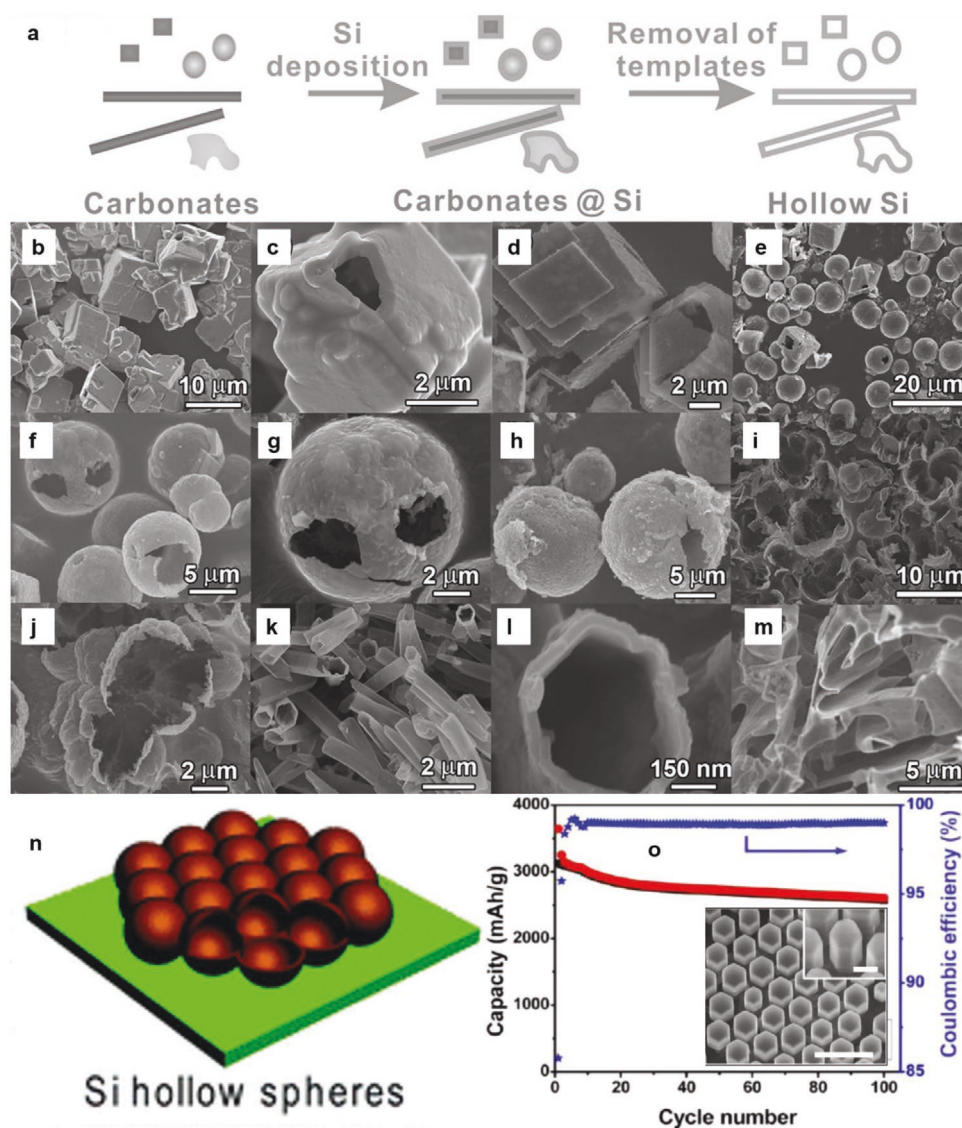 a
Si
deposition
Removal of
templates
Carbonates
Carbonates @ Si
Hollow Si
b
10 μm
c
2 μm
d
2 μm
e
20 μm
f
5 μm
g
2 μm
h
5 μm
i
10 μm
j
2 μm
k
2 μm
l
150 nm
m
5 μm
n
Si hollow spheres
o
Capacity (mAh/g)
4000
3000
2000
1000
0
0 20 40 60 80 100
Cycle number
100
95
90
85
Coulombic efficiency (%)